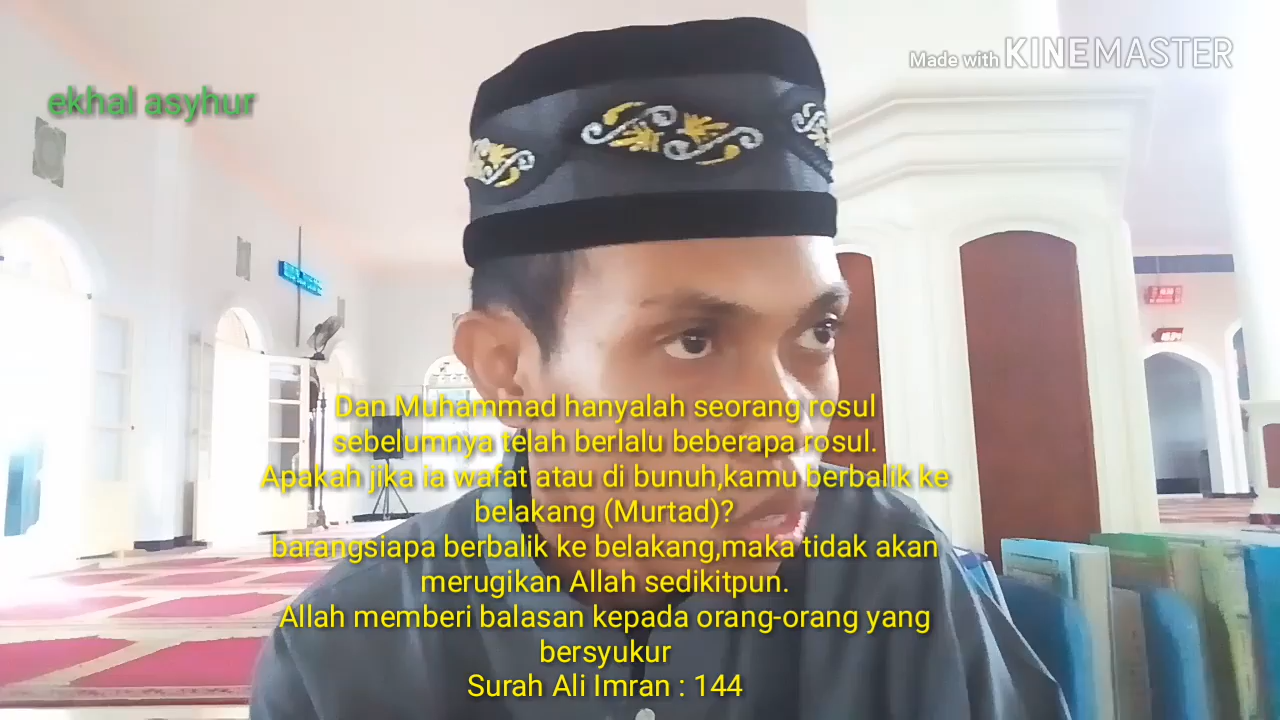 Made with KINEMASTER
ekhal asyhur
Dan Muhammad hanyalah seorang rosul
sebelumnya telah berlalu beberapa rosul.
Apakah jika ia wafat atau di bunuh,kamu berbalik ke
belakang (Murtad)?
barangsiapa berbalik ke belakang,maka tidak akan
merugikan Allah sedikitpun.
Allah memberi balasan kepada orang-orang yang
bersyukur
Surah Ali Imran : 144